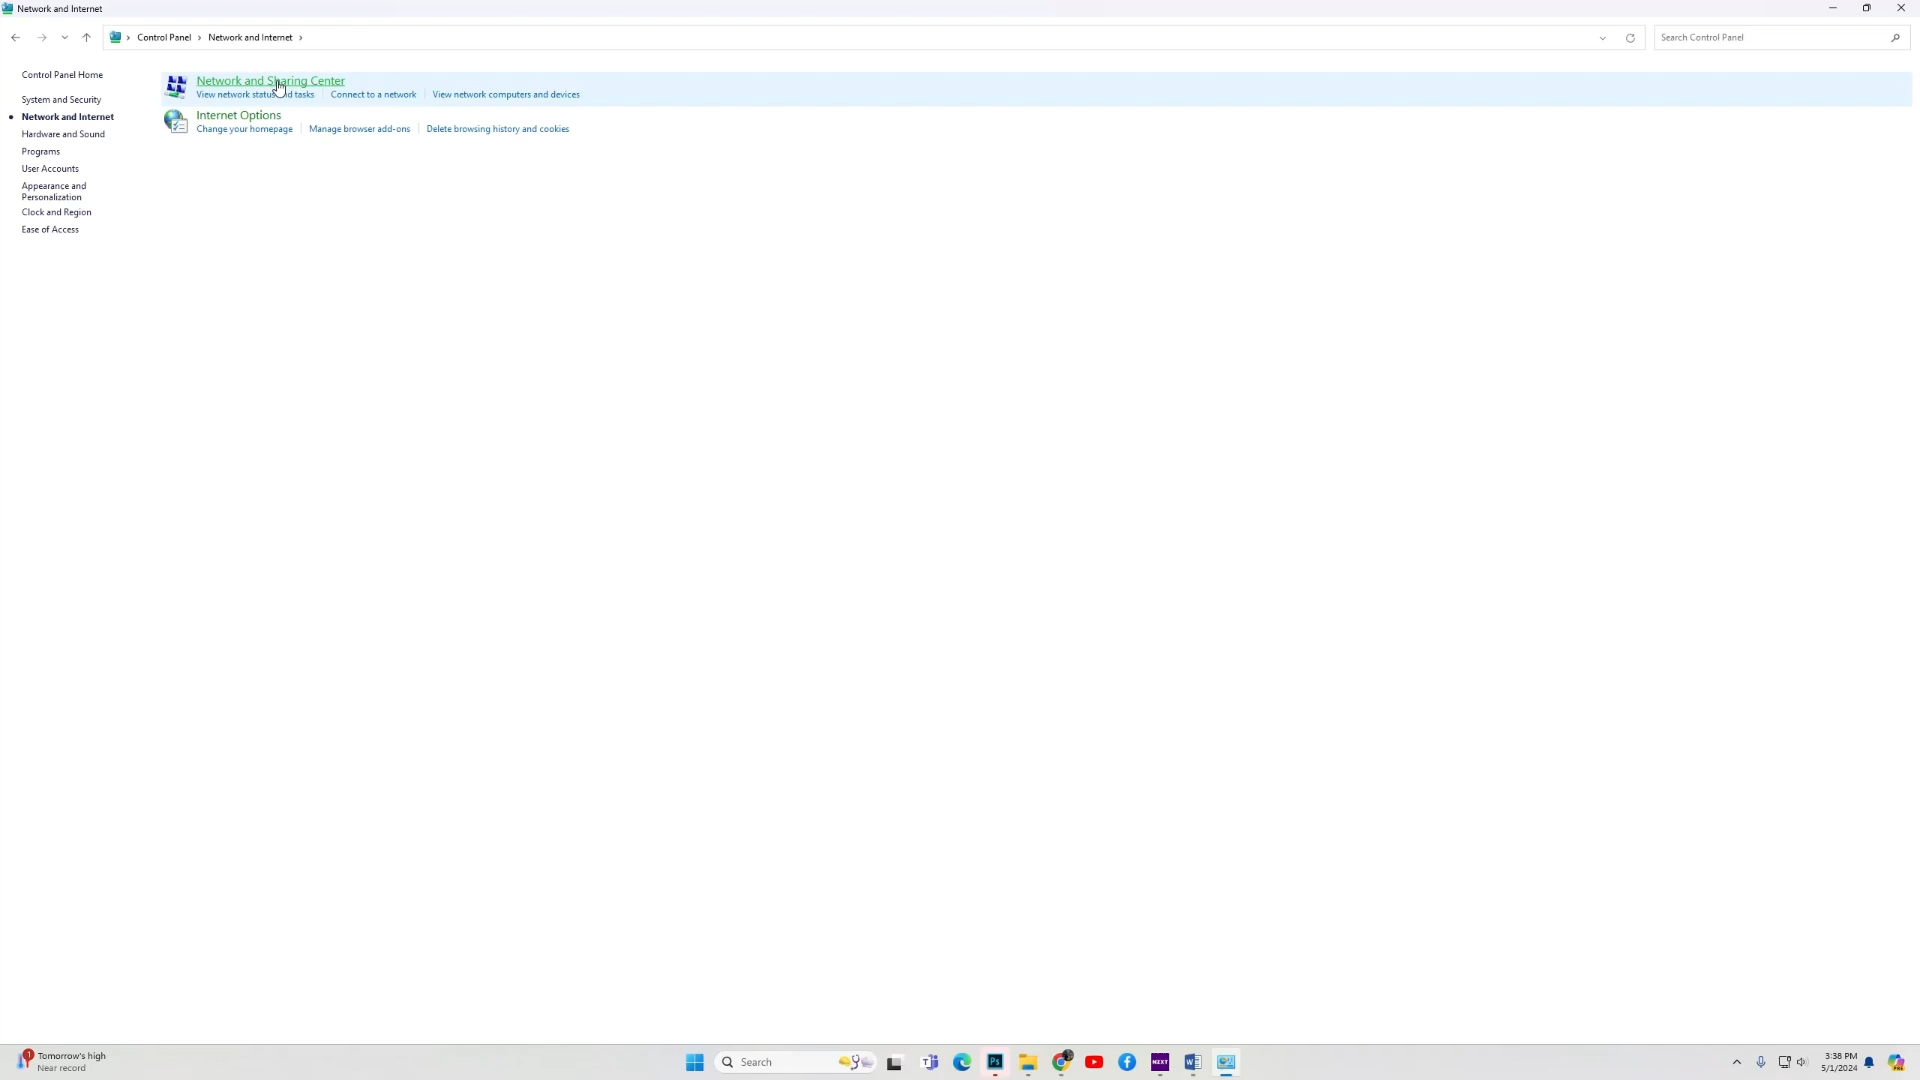 Network and Internet
Control Panel › Network and Internet ›
Search Control Panel
Control Panel Home
System and Security
Network and Internet
Hardware and Sound
Programs
User Accounts
Appearance and
Personalization
Clock and Region
Ease of Access
Network and Sharing Center
View network status and tasks Connect to a network View network computers and devices
Internet Options
Change your homepage Manage browser add-ons Delete browsing history and cookies
1
Tomorrow's high
Near record
Search
Ps
NZXT
3:38 PM
5/1/2024
PRE